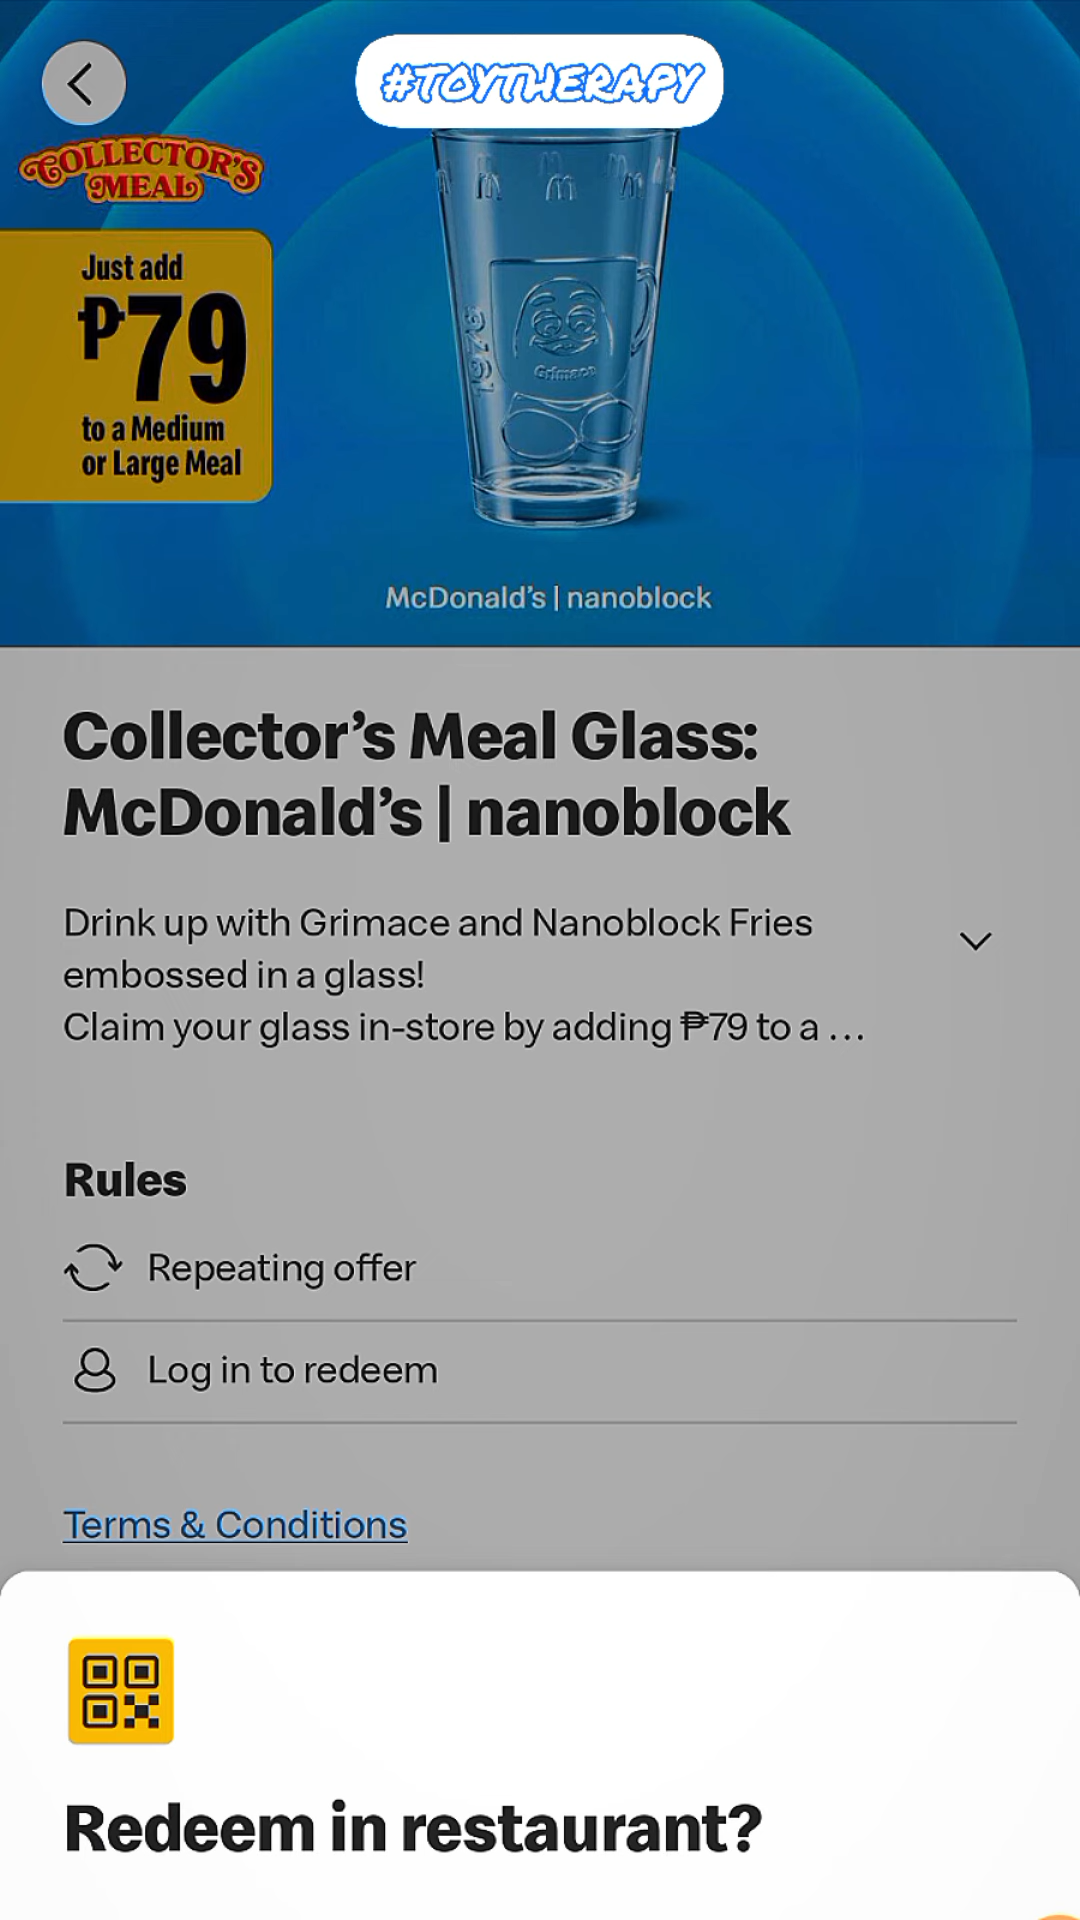 #TOYTHERAPY
COLLECTOR'S
MEAL
Just add
₱79
to a Medium
or Large Meal
1976
Grimace
McDonald's | nanoblock
Collector's Meal Glass:
McDonald's | nanoblock
Drink up with Grimace and Nanoblock Fries
embossed in a glass!
Claim your glass in-store by adding ₱79 to a ...
Rules
Repeating offer
Log in to redeem
Terms & Conditions
Redeem in restaurant?